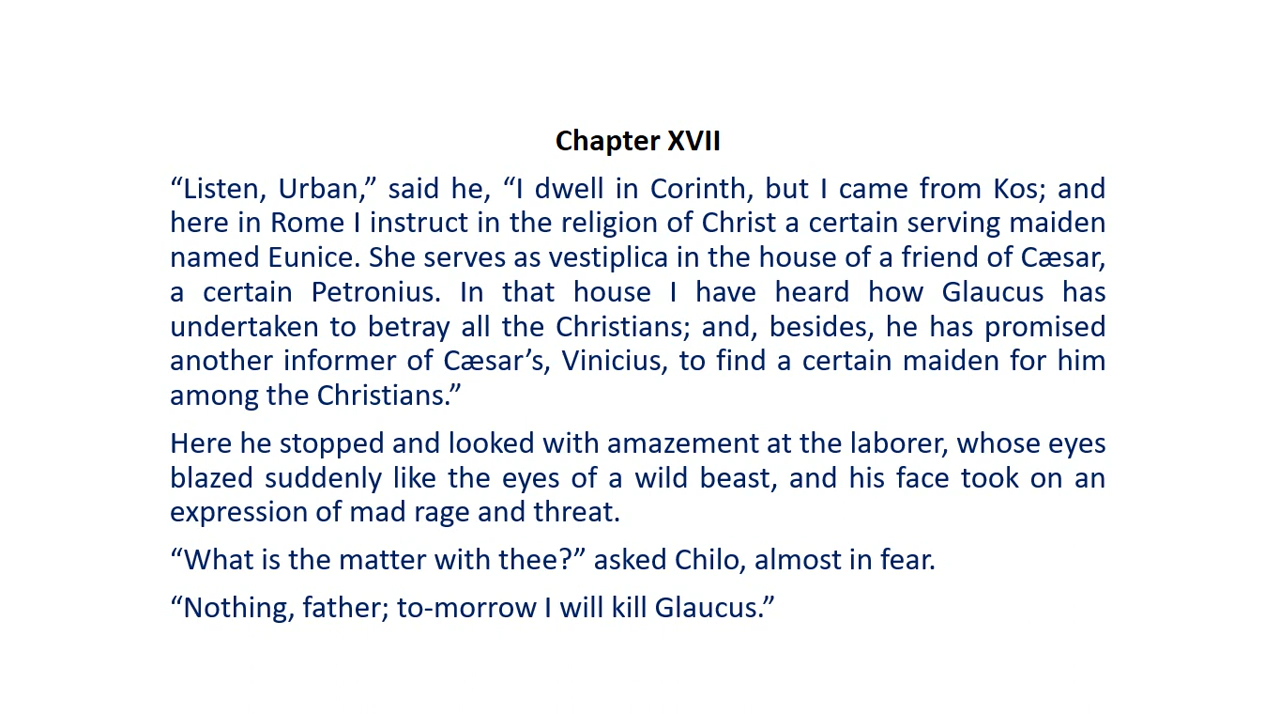 Chapter XVII
“Listen, Urban,” said he, “I dwell in Corinth, but I came from Kos; and
here in Rome I instruct in the religion of Christ a certain serving maiden
named Eunice. She serves as vestiplica in the house of a friend of Cæsar,
a certain Petronius. In that house I have heard how Glaucus has
undertaken to betray all the Christians; and, besides, he has promised
another informer of Cæsar’s, Vinicius, to find a certain maiden for him
among the Christians.”
Here he stopped and looked with amazement at the laborer, whose eyes
blazed suddenly like the eyes of a wild beast, and his face took on an
expression of mad rage and threat.
“What is the matter with thee?” asked Chilo, almost in fear.
“Nothing, father; to-morrow I will kill Glaucus.”